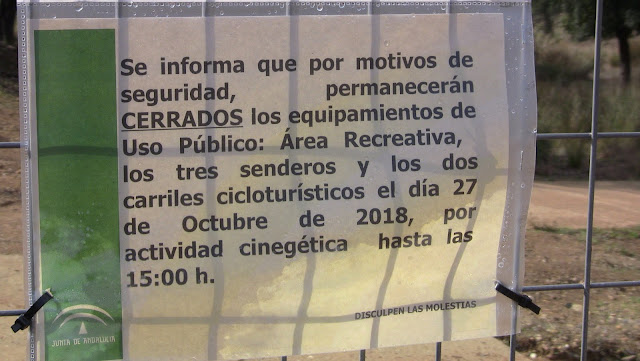 Se informa que por motivos de
seguridad, permanecerán
CERRADOS los equipamientos de
Uso Público: Área Recreativa,
los tres senderos y los dos
carriles cicloturísticos el día 27
de Octubre de 2018, por
actividad cinegética hasta las
15:00 h.
DISCULPEN LAS MOLESTIAS
JUNTA DE ANDALUCIA